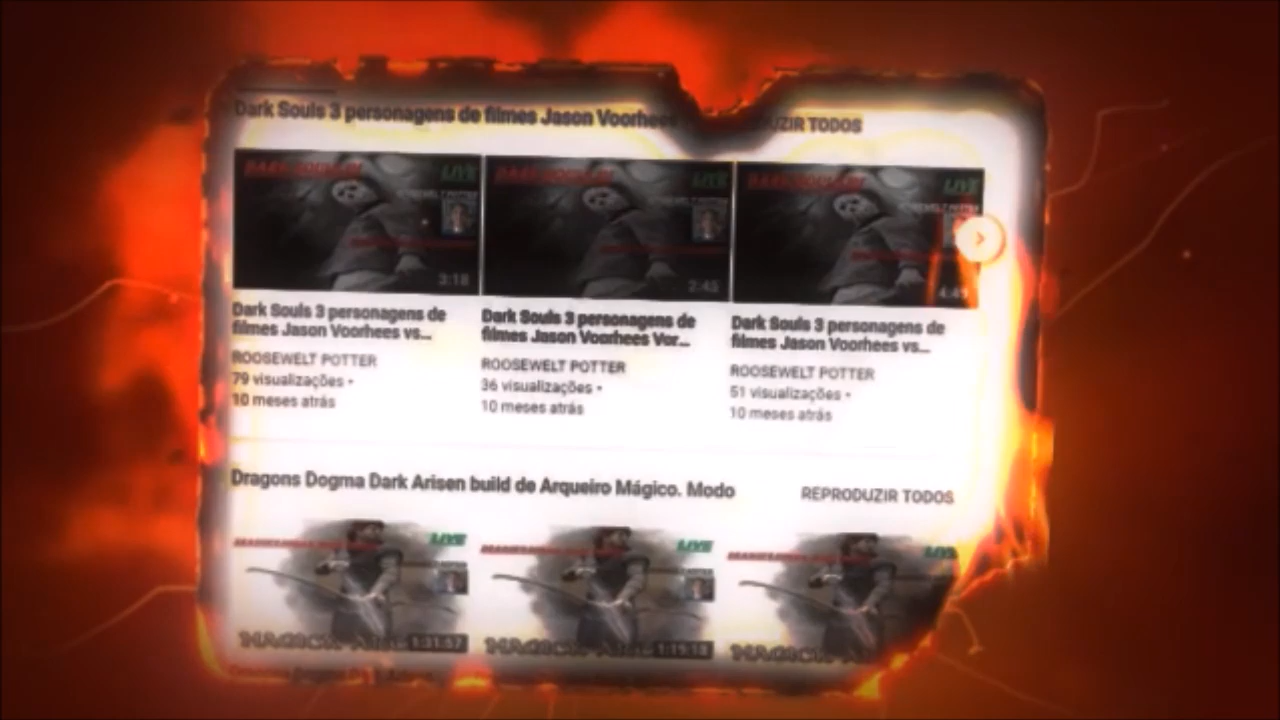 Dark Souls 3 personagens de filmes Jason Voorhees
UZIR TODOS
LIVE
LIVE
LIVE
3:18
2:45
Dark Souls 3 personagens de
filmes Jason Voorhees vs...
ROOSEWELT POTTER
79 visualizações •
10 meses atrás
Dark Souls 3 personagens de
filmes Jason Voorhees Vor...
ROOSEWELT POTTER
36 visualizações •
10 meses atrás
Dark Souls 3 personagens de
filmes Jason Voorhees vs...
ROOSEWELT POTTER
51 visualizações •
10 meses atrás
Dragons Dogma Dark Arisen build de Arqueiro Mágico. Modo
REPRODUZIR TODOS
LIVE
LIVE
LIVE
1:31:57
1:19:18